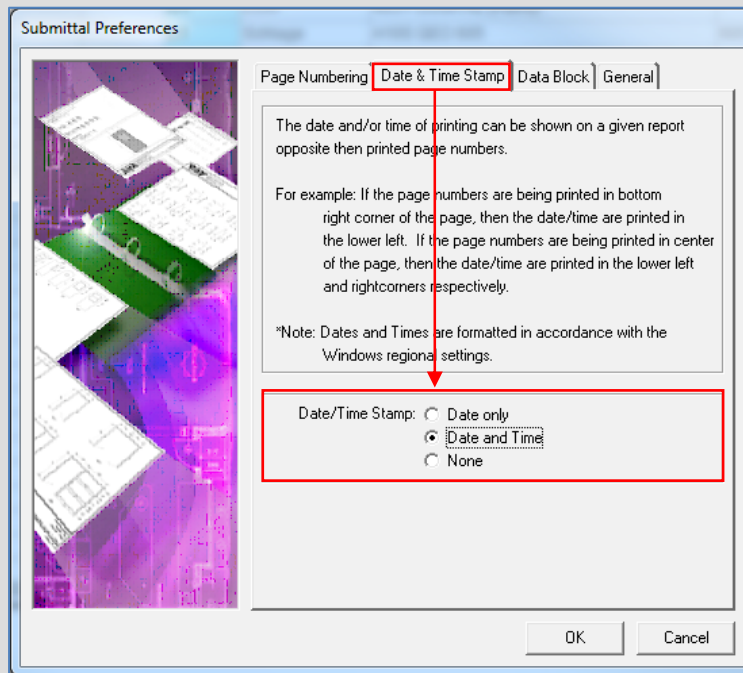 Submittal Preferences
Page Numbering Date & Time Stamp Data Block General
The date and/or time of printing can be shown on a given report
opposite then printed page numbers.
For example: If the page numbers are being printed in bottom
right corner of the page, then the date/time are printed in
the lower left. If the page numbers are being printed in center
of the page, then the date/time are printed in the lower left
and rightcorners respectively.
*Note: Dates and Times are formatted in accordance with the
Windows regional settings.
Date/Time Stamp: Date only
Date and Time
None
OK Cancel